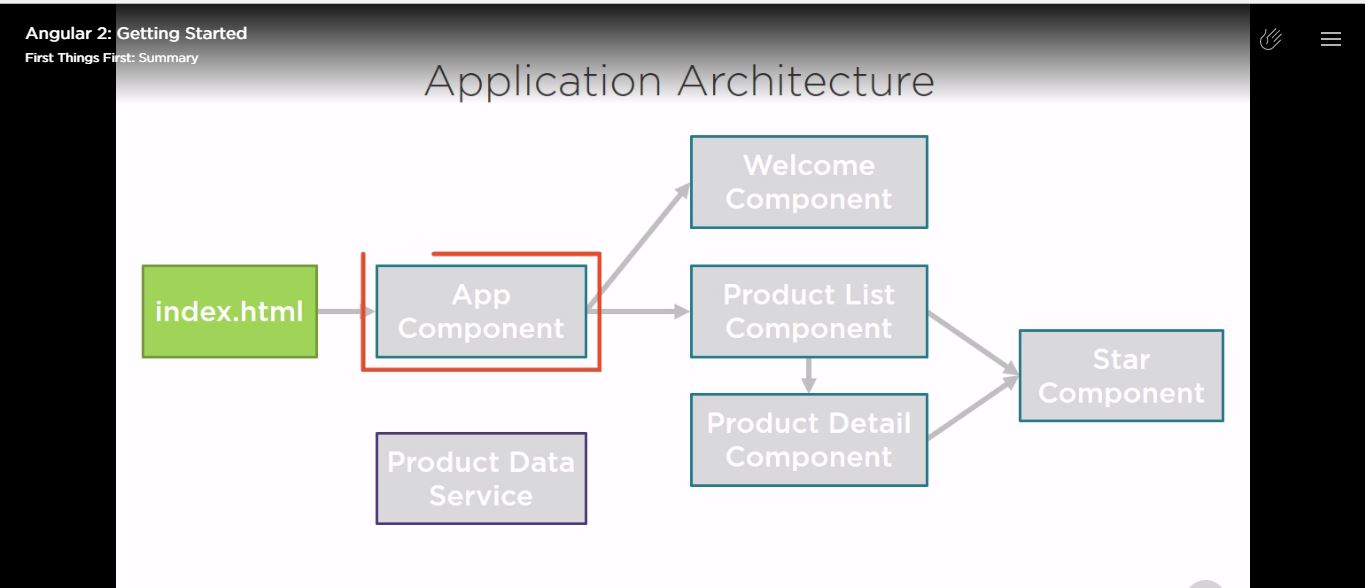 Angular 2: Getting Started
First Things First: Summary
Application Architecture
Welcome
Component
index.html
App
Component
Product List
Component
Star
Component
Product Detail
Component
Product Data
Service